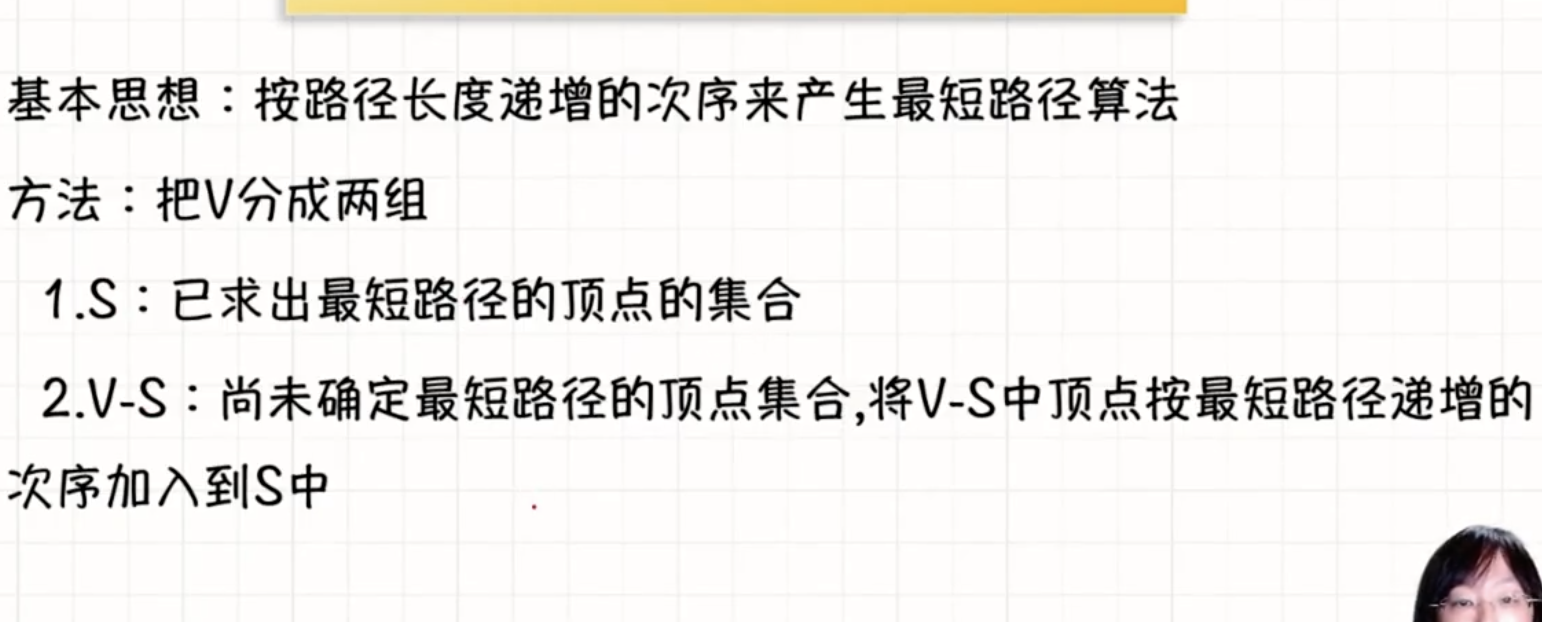 基本思想：按路径长度递增的次序来产生最短路径算法
方法：把V分成两组
1.S：已求出最短路径的顶点的集合
2.V-S：尚未确定最短路径的顶点集合,将V-S中顶点按最短路径递增的
次序加入到S中